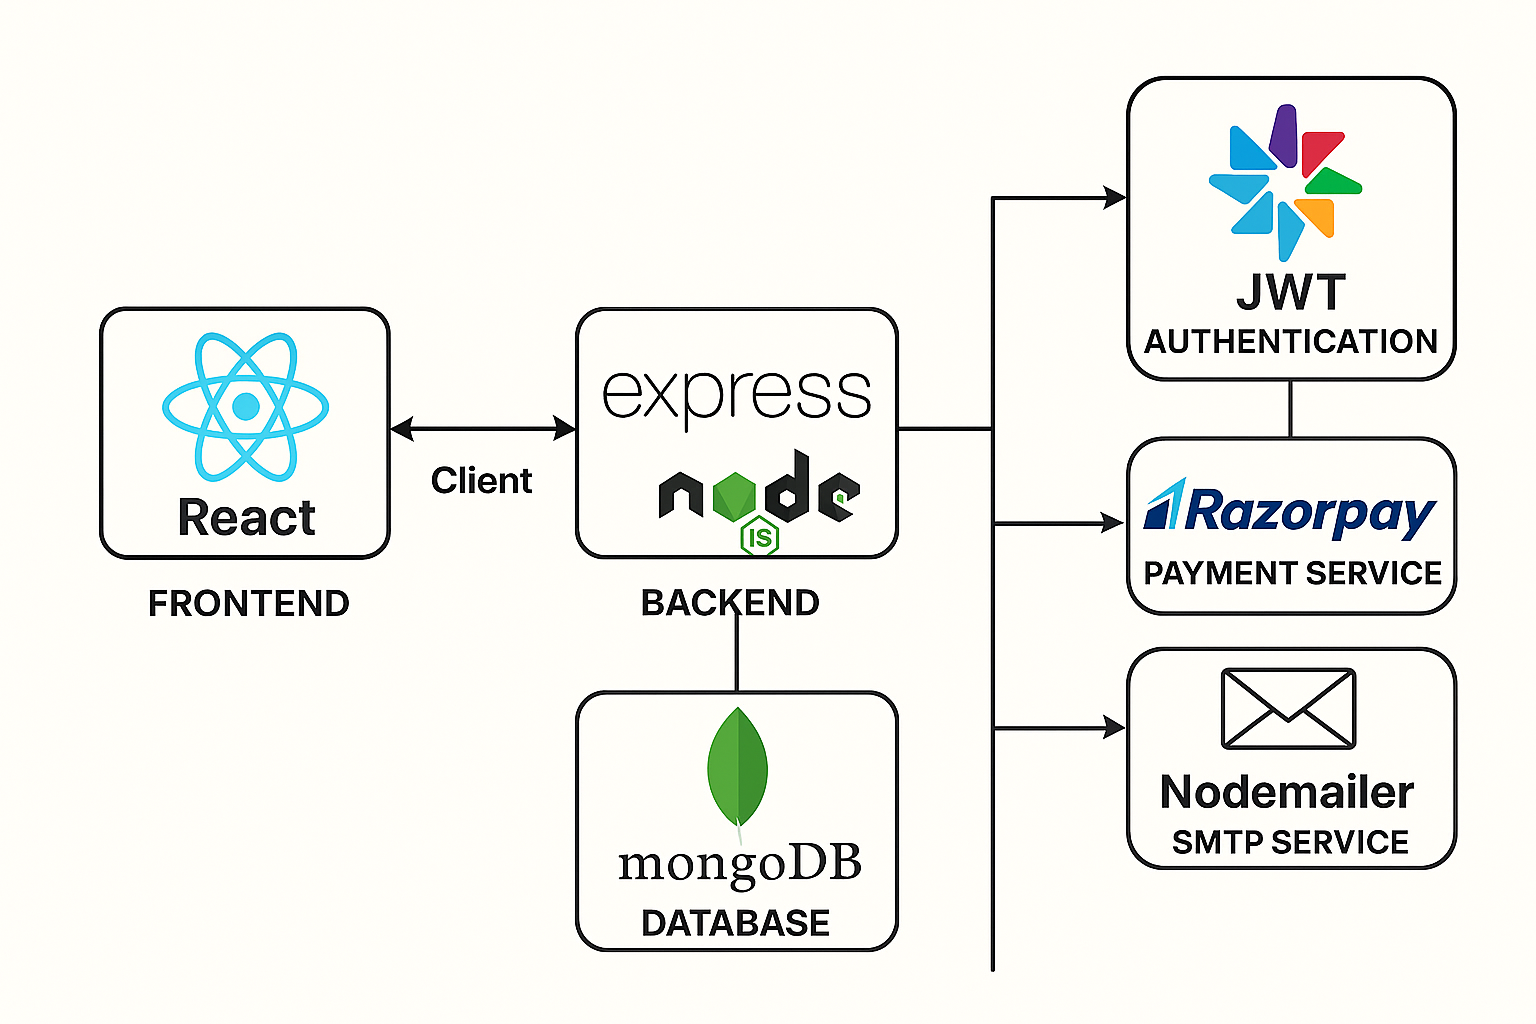 React
FRONTEND
Client
express
node
JS
BACKEND
mongoDB
DATABASE
JWT
AUTHENTICATION
Razorpay
PAYMENT SERVICE
Nodemailer
SMTP SERVICE